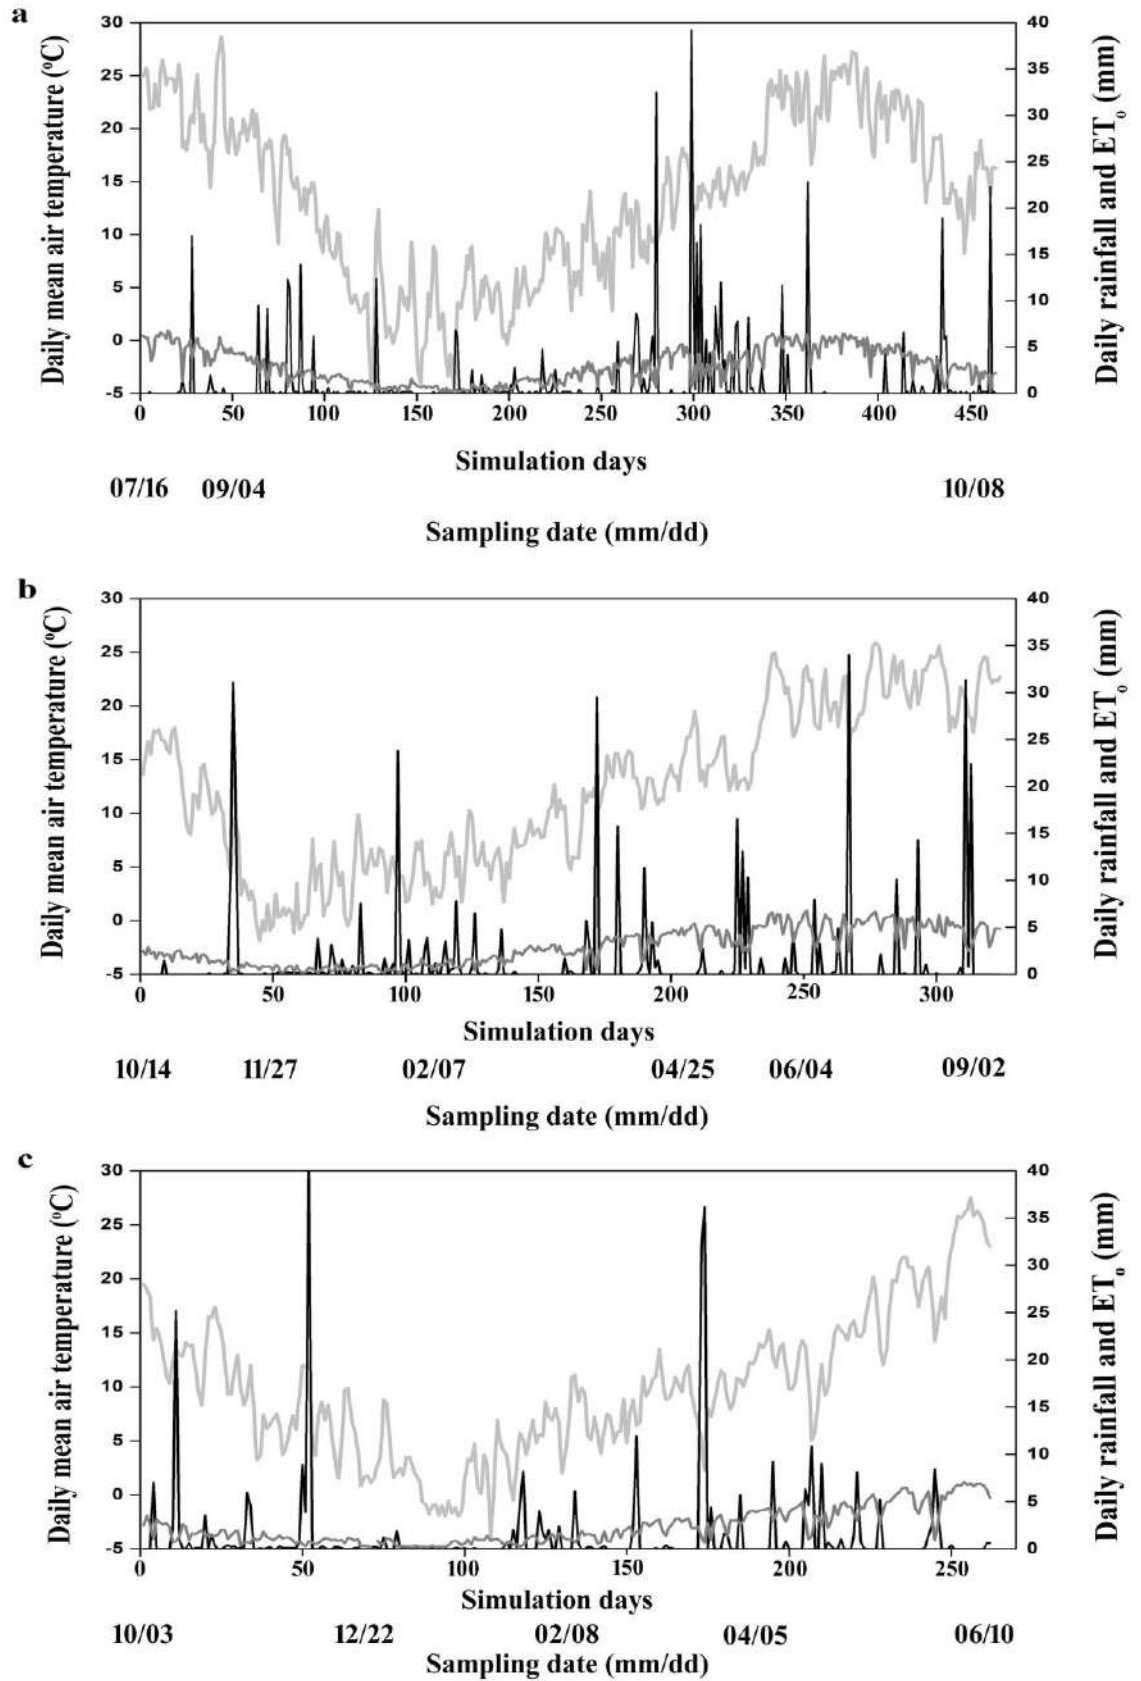 a
Daily mean air temperature (ºC)
30
25
20
15
10
5
0
-5
40
35
30
25
20
15
10
5
0
Daily rainfall and ETo (mm)
0 50 100 150 200 250 300 350 400 450
Simulation days
07/16 09/04 10/08
Sampling date (mm/dd)
b
Daily mean air temperature (ºC)
30
25
20
15
10
5
0
-5
40
35
30
25
20
15
10
5
0
Daily rainfall and ETo (mm)
0 50 100 150 200 250 300
Simulation days
10/14 11/27 02/07 04/25 06/04 09/02
Sampling date (mm/dd)
c
Daily mean air temperature (ºC)
30
25
20
15
10
5
0
-5
40
35
30
25
20
15
10
5
0
Daily rainfall and ETo (mm)
0 50 100 150 200 250
Simulation days
10/03 12/22 02/08 04/05 06/10
Sampling date (mm/dd)